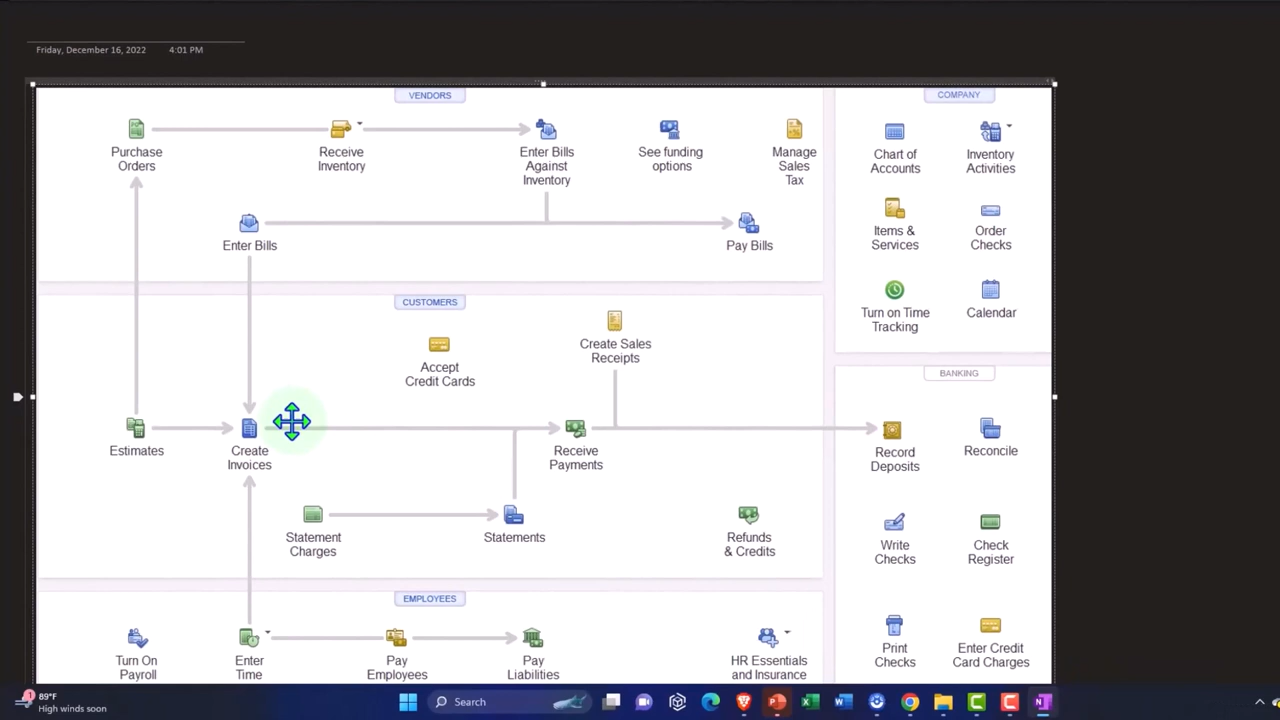 Friday, December 16, 2022 4:01 PM
VENDORS
Purchase
Orders
Receive
Inventory
Enter Bills
Against
Inventory
See funding
options
Manage
Sales
Tax
Enter Bills
Pay Bills
CUSTOMERS
Accept
Credit Cards
Create Sales
Receipts
Estimates
Create
Invoices
Receive
Payments
Statement
Charges
Statements
Refunds
& Credits
EMPLOYEES
Turn On
Payroll
Enter
Time
Pay
Employees
Pay
Liabilities
HR Essentials
and Insurance
COMPANY
Chart of
Accounts
Inventory
Activities
Items &
Services
Order
Checks
Turn on Time
Tracking
Calendar
BANKING
Record
Deposits
Reconcile
Write
Checks
Check
Register
Print
Checks
Enter Credit
Card Charges
1
89°F
High winds soon
Search